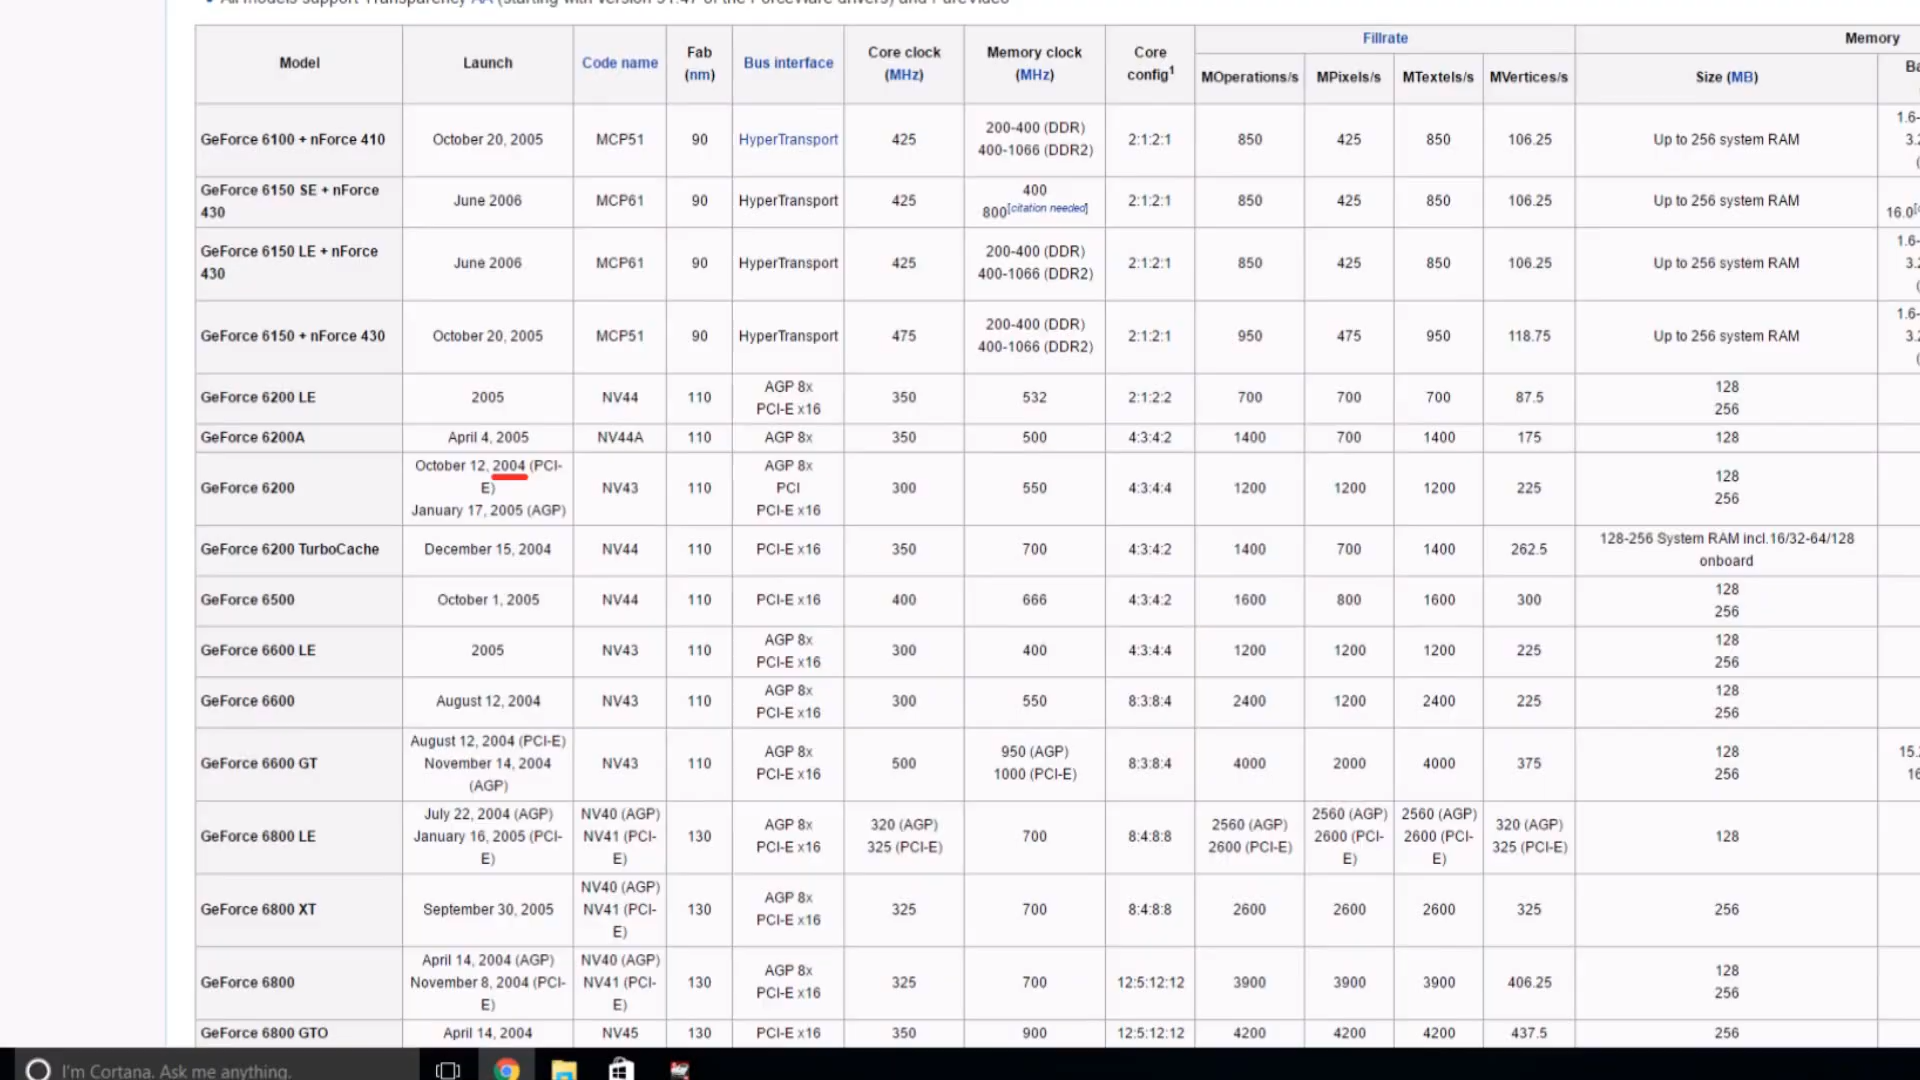 All models support Transparency AA (starting with version 91.47 of the ForceWare drivers) and PureVideo
Model Launch Code name Fab (nm) Bus interface Core clock (MHz) Memory clock (MHz) Core config1 Fillrate Memory
MOperations/s MPixels/s MTextels/s MVertices/s Size (MB)
GeForce 6100 + nForce 410 October 20, 2005 MCP51 90 HyperTransport 425 200-400 (DDR) 400-1066 (DDR2) 2:1:2:1 850 425 850 106.25 Up to 256 system RAM
GeForce 6150 SE + nForce 430 June 2006 MCP61 90 HyperTransport 425 400 800[citation needed] 2:1:2:1 850 425 850 106.25 Up to 256 system RAM 16.0
GeForce 6150 LE + nForce 430 June 2006 MCP61 90 HyperTransport 425 200-400 (DDR) 400-1066 (DDR2) 2:1:2:1 850 425 850 106.25 Up to 256 system RAM
GeForce 6150 + nForce 430 October 20, 2005 MCP51 90 HyperTransport 475 200-400 (DDR) 400-1066 (DDR2) 2:1:2:1 950 475 950 118.75 Up to 256 system RAM
GeForce 6200 LE 2005 NV44 110 AGP 8x PCI-E x16 350 532 2:1:2:2 700 700 700 87.5 128 256
GeForce 6200A April 4, 2005 NV44A 110 AGP 8x 350 500 4:3:4:2 1400 700 1400 175 128
GeForce 6200 October 12, 2004 (PCI-E) January 17, 2005 (AGP) NV43 110 AGP 8x PCI PCI-E x16 300 550 4:3:4:4 1200 1200 1200 225 128 256
GeForce 6200 TurboCache December 15, 2004 NV44 110 PCI-E x16 350 700 4:3:4:2 1400 700 1400 262.5 128-256 System RAM incl.16/32-64/128 onboard
GeForce 6500 October 1, 2005 NV44 110 PCI-E x16 400 666 4:3:4:2 1600 800 1600 300 128 256
GeForce 6600 LE 2005 NV43 110 AGP 8x PCI-E x16 300 400 4:3:4:4 1200 1200 1200 225 128 256
GeForce 6600 August 12, 2004 NV43 110 AGP 8x PCI-E x16 300 550 8:3:8:4 2400 1200 2400 225 128 256
GeForce 6600 GT August 12, 2004 (PCI-E) November 14, 2004 (AGP) NV43 110 AGP 8x PCI-E x16 500 950 (AGP) 1000 (PCI-E) 8:3:8:4 4000 2000 4000 375 128 256
GeForce 6800 LE July 22, 2004 (AGP) January 16, 2005 (PCI-E) NV40 (AGP) NV41 (PCI-E) 130 AGP 8x PCI-E x16 320 (AGP) 325 (PCI-E) 700 8:4:8:8 2560 (AGP) 2600 (PCI-E) 2560 (AGP) 2600 (PCI-E) 2560 (AGP) 2600 (PCI-E) 320 (AGP) 325 (PCI-E) 128
GeForce 6800 XT September 30, 2005 NV40 (AGP) NV41 (PCI-E) 130 AGP 8x PCI-E x16 325 700 8:4:8:8 2600 2600 2600 325 256
GeForce 6800 April 14, 2004 (AGP) November 8, 2004 (PCI-E) NV40 (AGP) NV41 (PCI-E) 130 AGP 8x PCI-E x16 325 700 12:5:12:12 3900 3900 3900 406.25 128 256
GeForce 6800 GTO April 14, 2004 NV45 130 PCI-E x16 350 900 12:5:12:12 4200 4200 4200 437.5 256
I'm Cortana. Ask me anything.